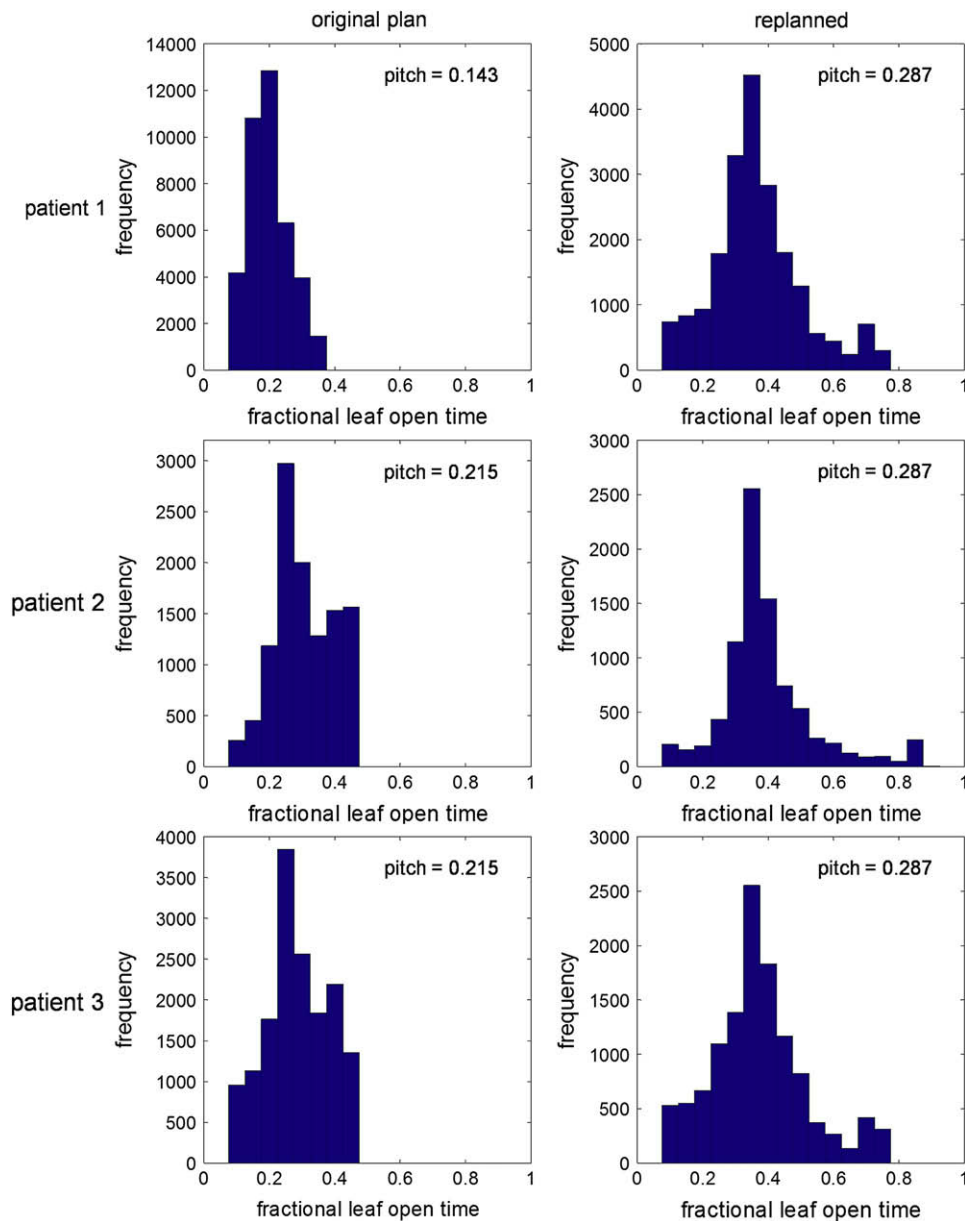 original plan
replanned
patient 1
14000
12000
10000
8000
6000
4000
2000
0
frequency
pitch = 0.143
0 0.2 0.4 0.6 0.8 1
fractional leaf open time
5000
4000
3000
2000
1000
0
frequency
pitch = 0.287
0 0.2 0.4 0.6 0.8 1
fractional leaf open time
patient 2
3000
2500
2000
1500
1000
500
0
frequency
pitch = 0.215
0 0.2 0.4 0.6 0.8 1
fractional leaf open time
3000
2500
2000
1500
1000
500
0
frequency
pitch = 0.287
0 0.2 0.4 0.6 0.8 1
fractional leaf open time
patient 3
4000
3500
3000
2500
2000
1500
1000
500
0
frequency
pitch = 0.215
0 0.2 0.4 0.6 0.8 1
fractional leaf open time
3000
2500
2000
1500
1000
500
0
frequency
pitch = 0.287
0 0.2 0.4 0.6 0.8 1
fractional leaf open time